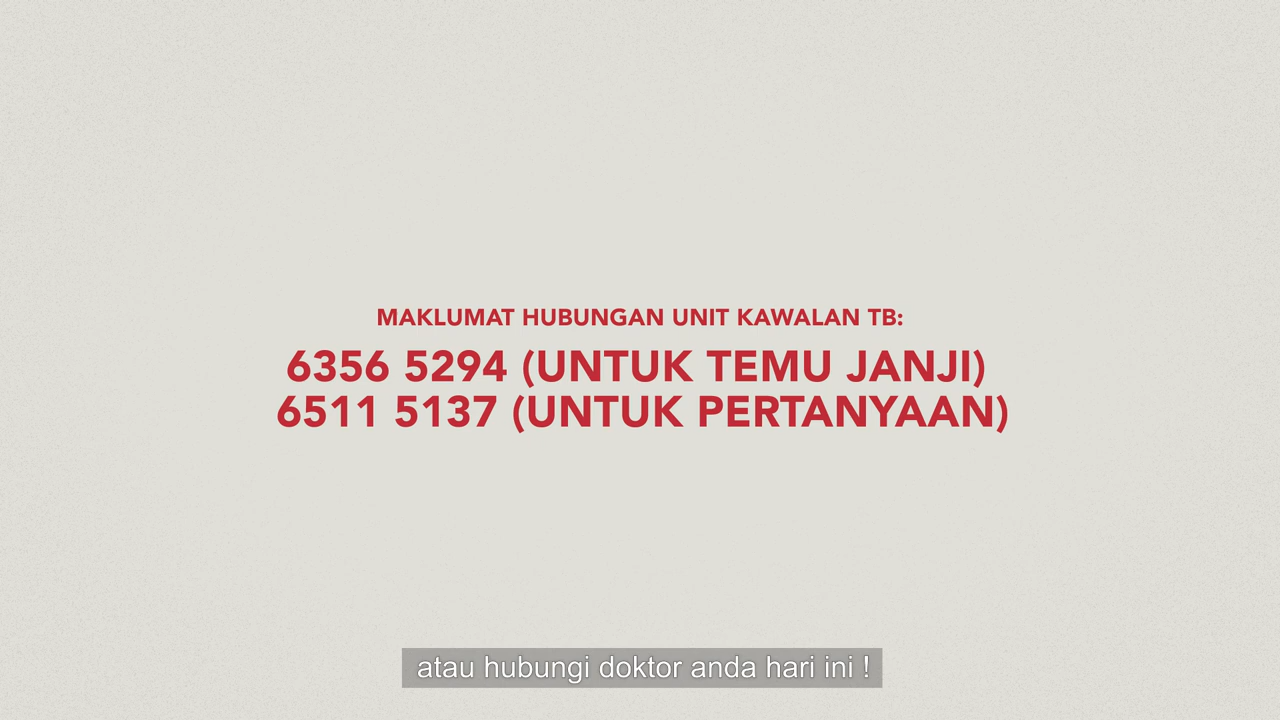 MAKLUMAT HUBUNGAN UNIT KAWALAN TB:
6356 5294 (UNTUK TEMU JANJI)
6511 5137 (UNTUK PERTANYAAN)
atau hubungi doktor anda hari ini !